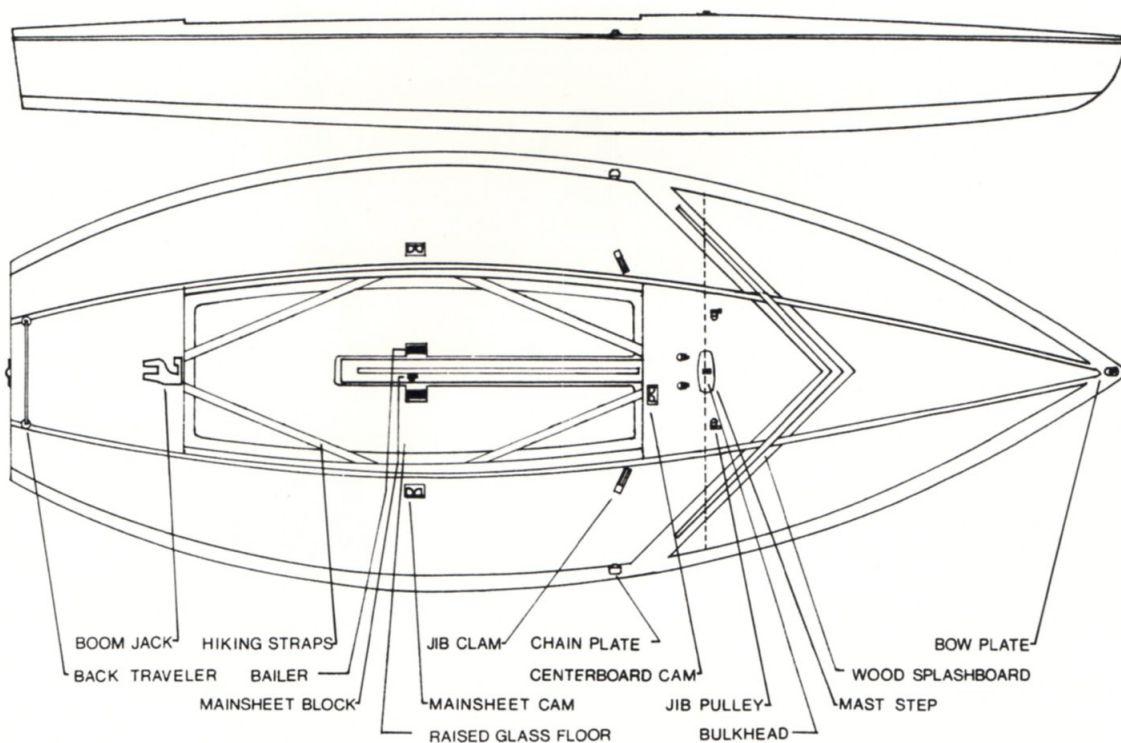 BOOM JACK
HIKING STRAPS
JIB CLAM
CHAIN PLATE
BOW PLATE
BACK TRAVELER
BAILER
CENTERBOARD CAM
WOOD SPLASHBOARD
MAINSHEET BLOCK
MAINSHEET CAM
JIB PULLEY
MAST STEP
RAISED GLASS FLOOR
BULKHEAD